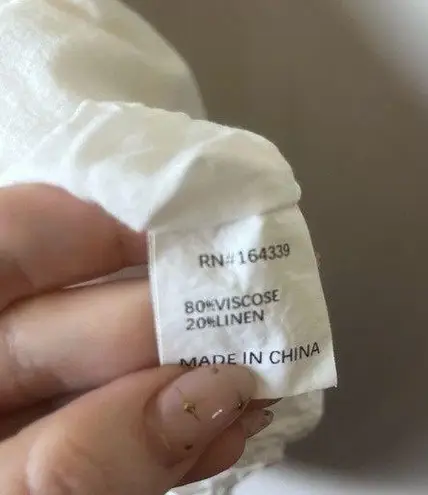 RN#164339
80%VISCOSE
20%LINEN
MADE IN CHINA